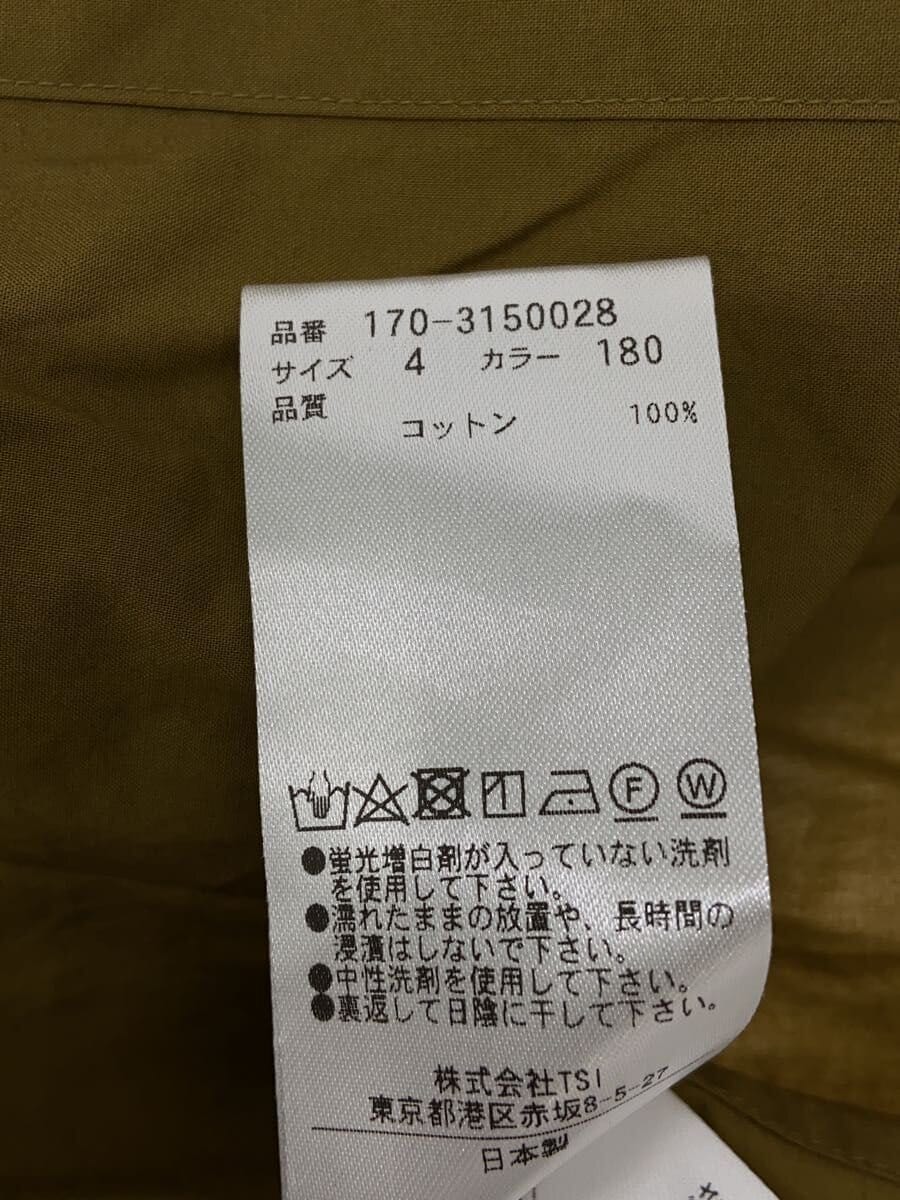 品番 170-3150028
サイズ 4 カラー 180
品質
コットン 100%
F W
●蛍光増白剤が入っていない洗剤
を使用して下さい。
●濡れたままの放置や、長時間の
浸漬はしないで下さい。
●中性洗剤を使用して下さい。
●裏返して日陰に干して下さい。
株式会社TSI
東京都港区赤坂8-5-27
日本製